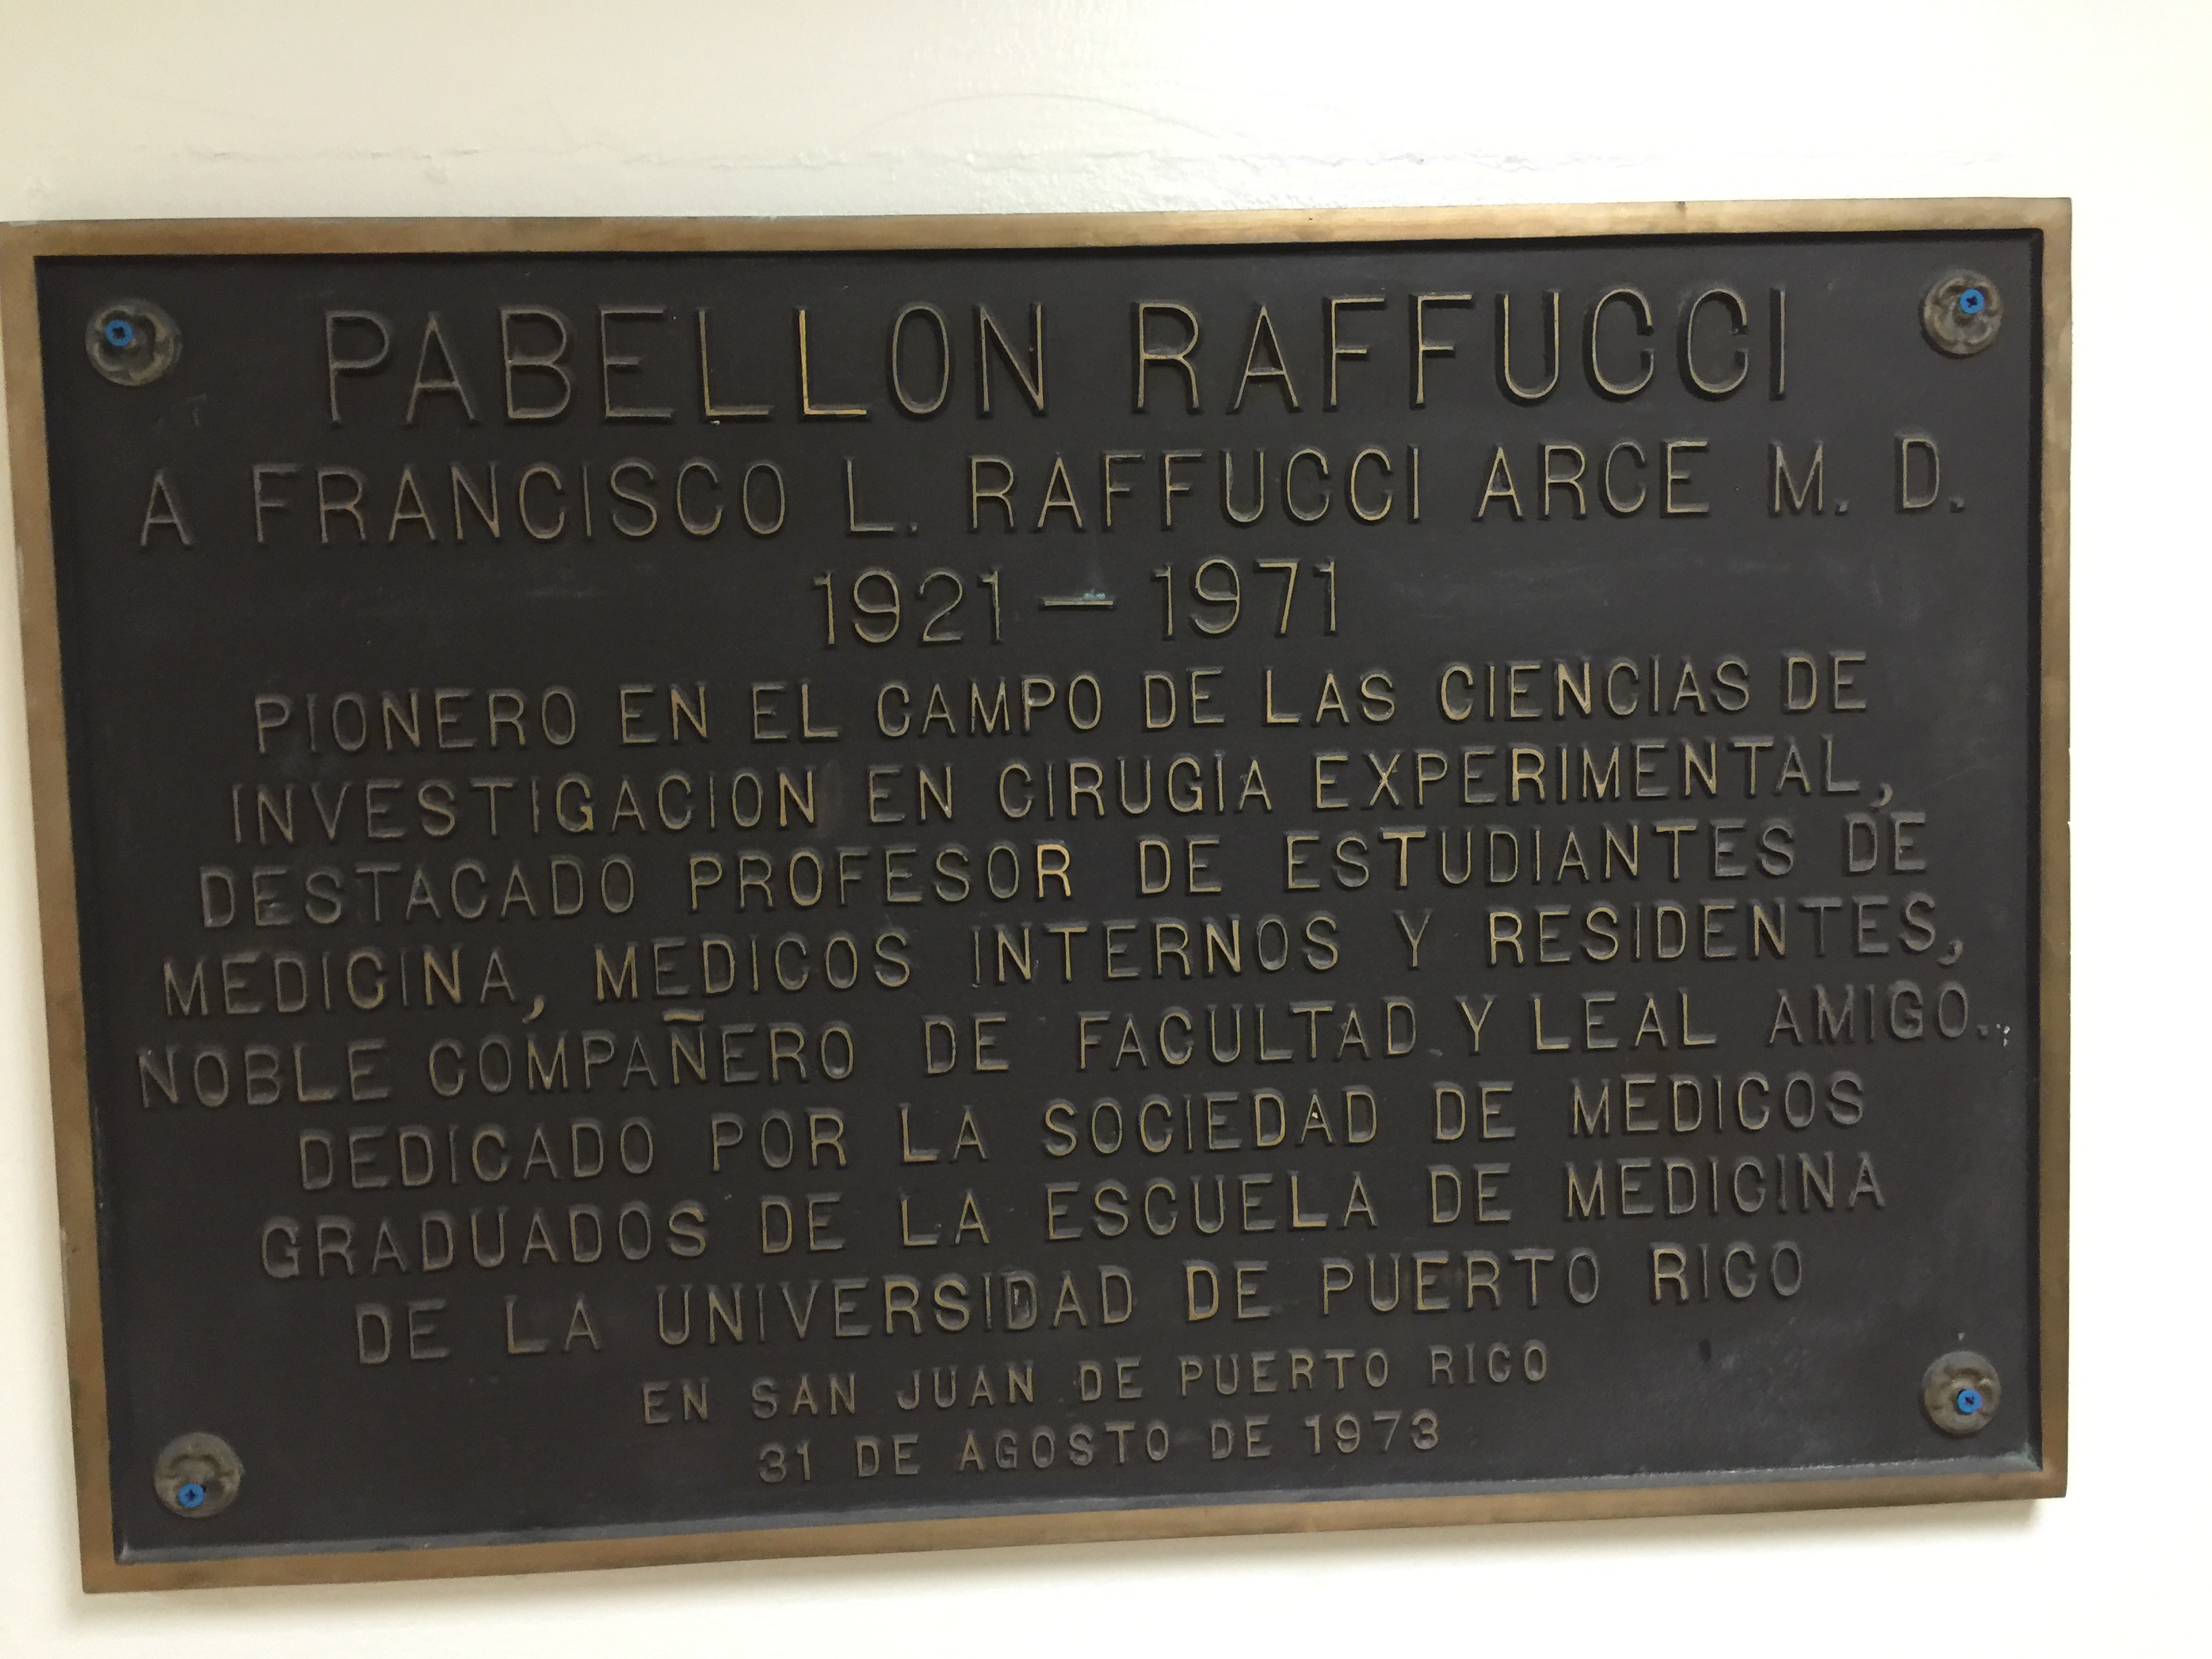 PABELLON RAFFUCCI
A FRANCISCO L. RAFFUCCI ARCE M. D.
1921 — 1971
PIONERO EN EL CAMPO DE LAS CIENCIAS DE
INVESTIGACION EN CIRUGIA EXPERIMENTAL,
DESTACADO PROFESOR DE ESTUDIANTES DE
MEDICINA, MEDICOS INTERNOS Y RESIDENTES,
NOBLE COMPAÑERO DE FACULTAD Y LEAL AMIGO.
DEDICADO POR LA SOCIEDAD DE MEDICOS
GRADUADOS DE LA ESCUELA DE MEDICINA
DE LA UNIVERSIDAD DE PUERTO RICO
EN SAN JUAN DE PUERTO RICO
31 DE AGOSTO DE 1973